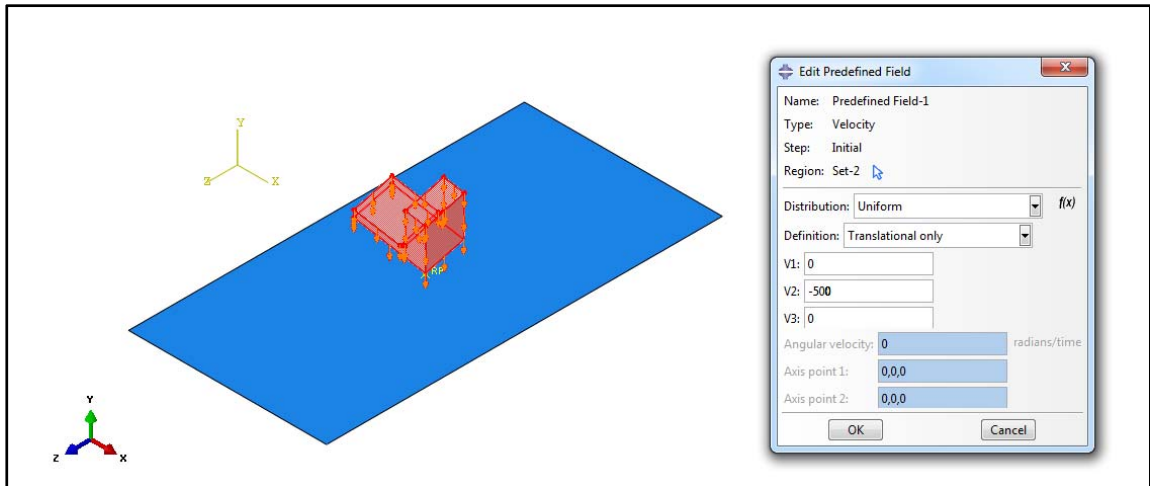 Y
Z
X
RP
Y
Z
X
Edit Predefined Field
X
Name: Predefined Field-1
Type: Velocity
Step: Initial
Region: Set-2
Distribution: Uniform f(x)
Definition: Translational only
V1: 0
V2: -500
V3: 0
Angular velocity: 0 radians/time
Axis point 1: 0,0,0
Axis point 2: 0,0,0
OK Cancel